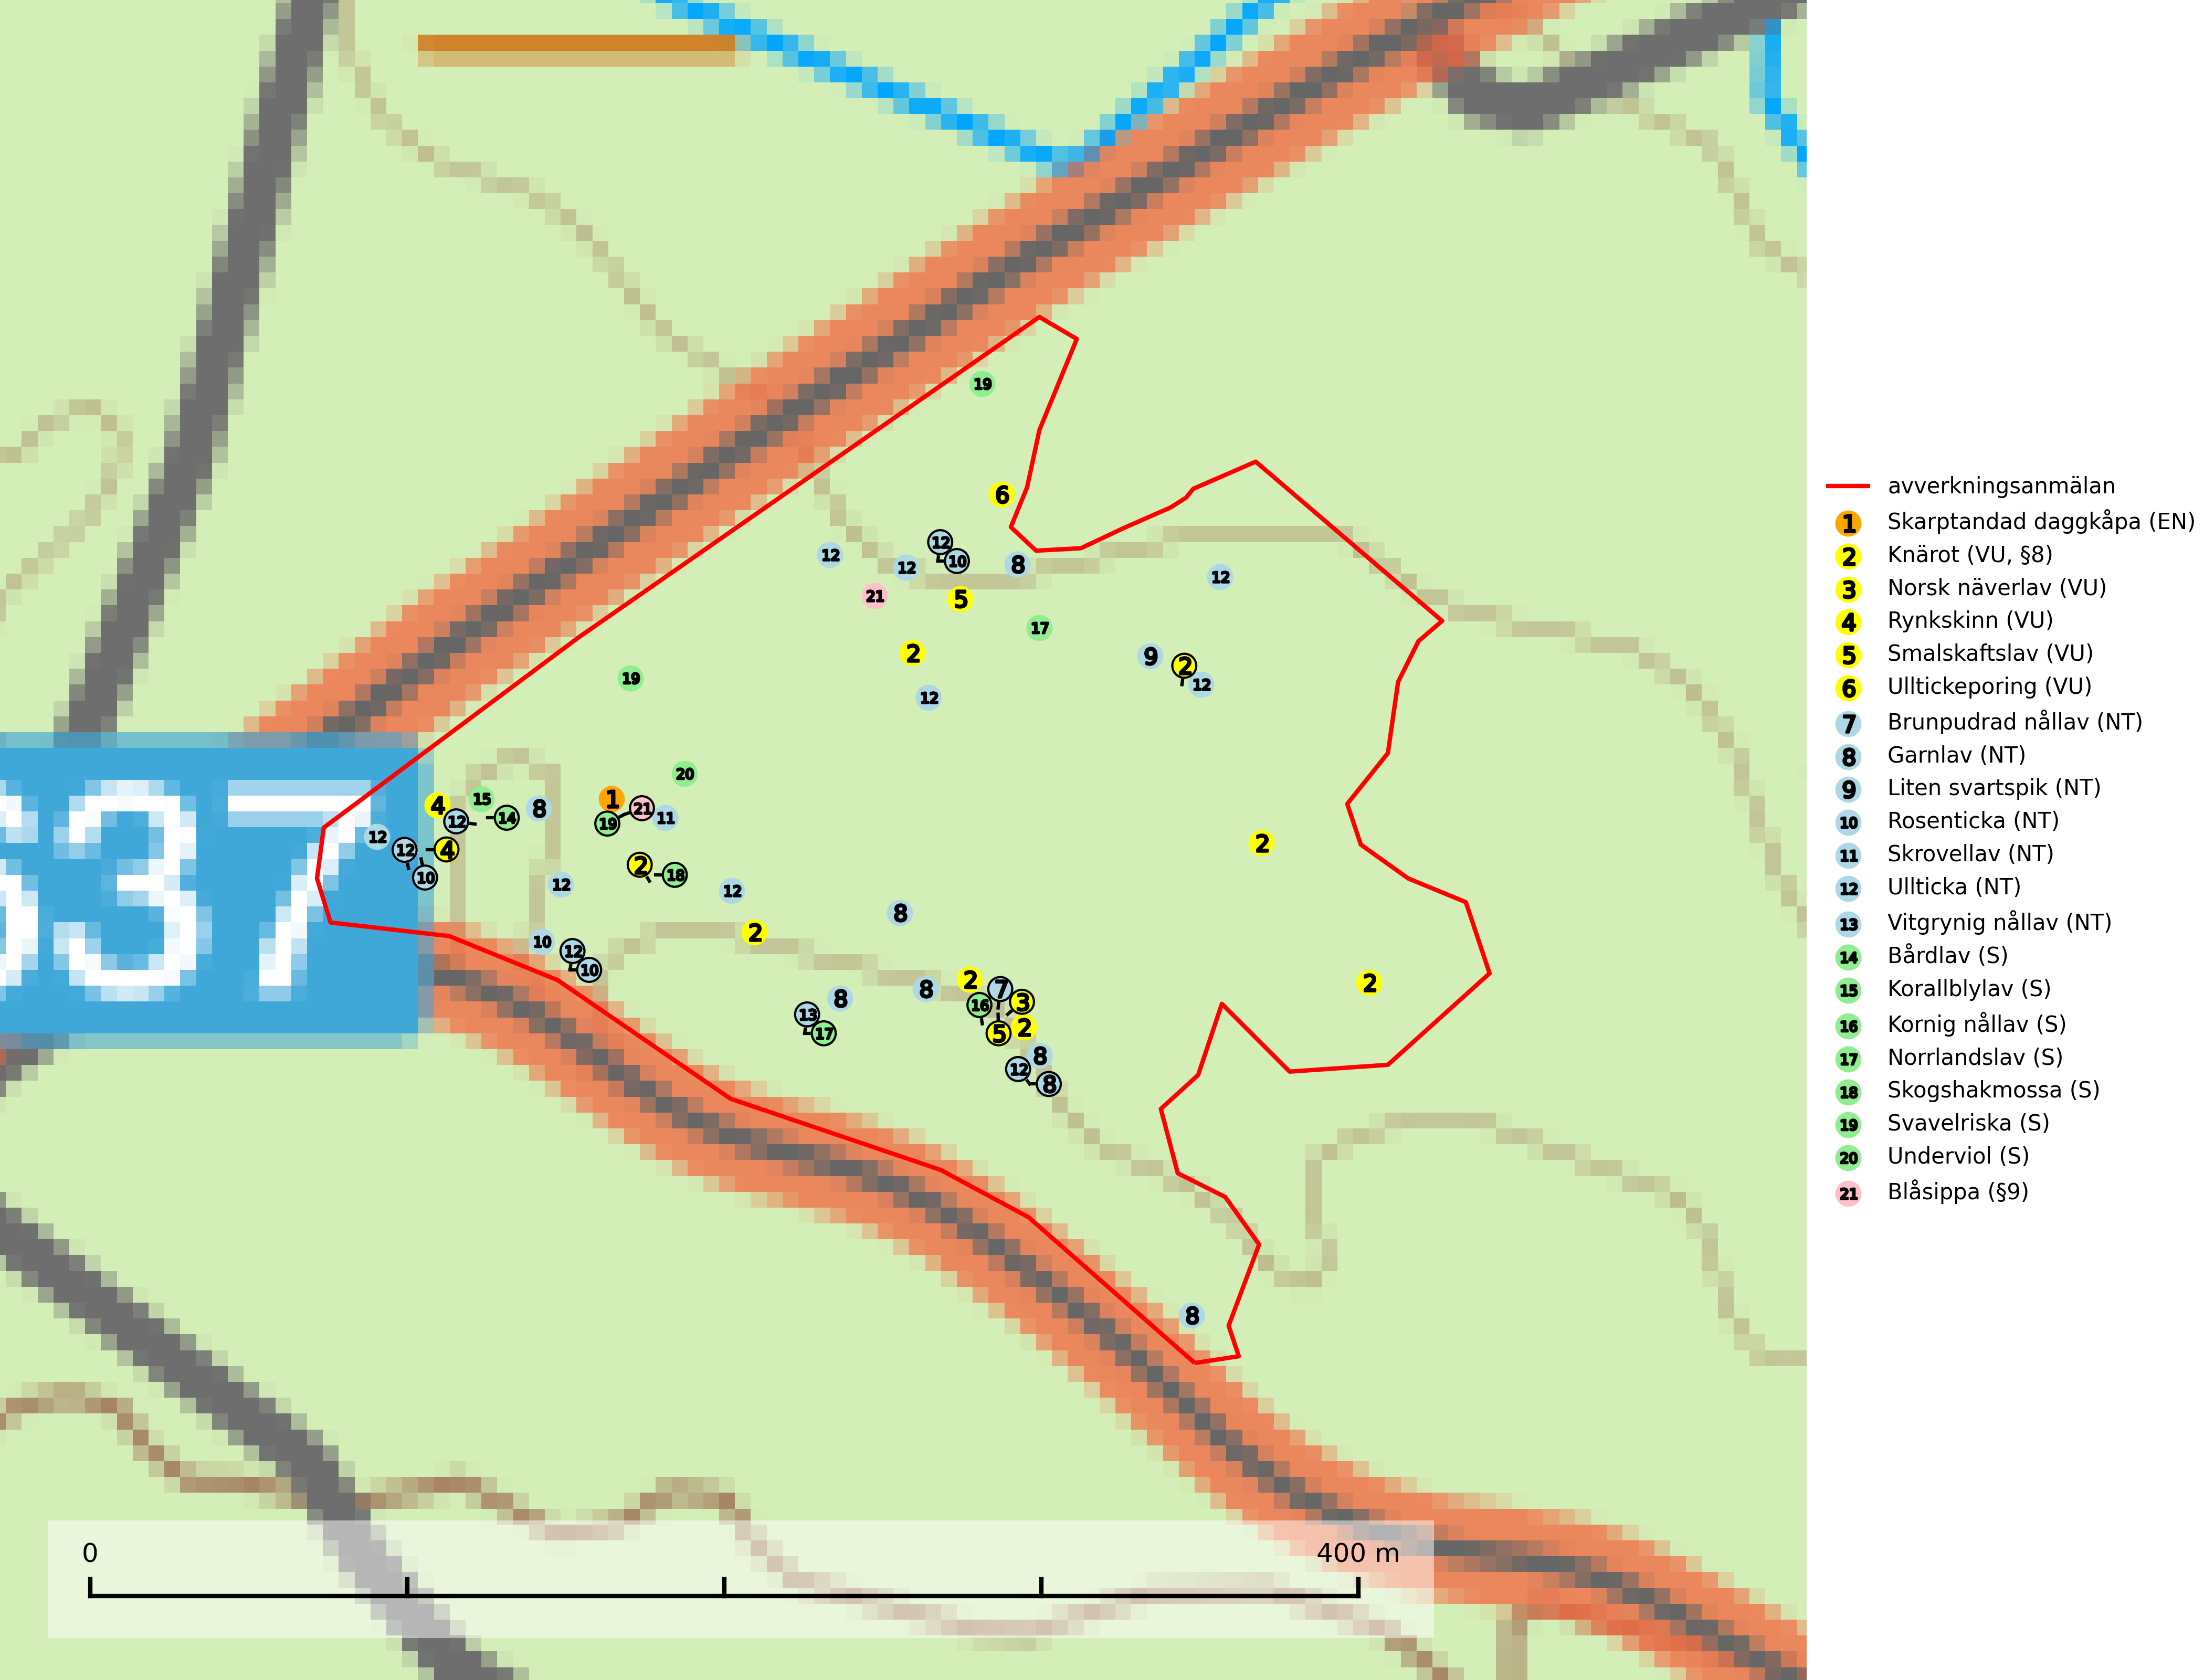 19
6
12
12
10
12
8
12
21
5
17
2
9
2
12
12
19
20
637
4
15
12
14
8
1
21
19
11
12
12
4
10
2
18
12
12
2
8
2
10
12
10
2
8
8
7
16
3
13
17
5
2
8
12
8
2
8
0
400 m
avverkningsanmälan
1 Skarptandad daggkåpa (EN)
2 Knärot (VU, §8)
3 Norsk näverlav (VU)
4 Rynkskinn (VU)
5 Smalskaftslav (VU)
6 Ulltickeporing (VU)
7 Brunpudrad nållav (NT)
8 Garnlav (NT)
9 Liten svartspik (NT)
10 Rosenticka (NT)
11 Skrovellav (NT)
12 Ullticka (NT)
13 Vitgrynig nållav (NT)
14 Bårdlav (S)
15 Korallblylav (S)
16 Kornig nållav (S)
17 Norrlandslav (S)
18 Skogshakmossa (S)
19 Svavelriska (S)
20 Underviol (S)
21 Blåsippa (§9)